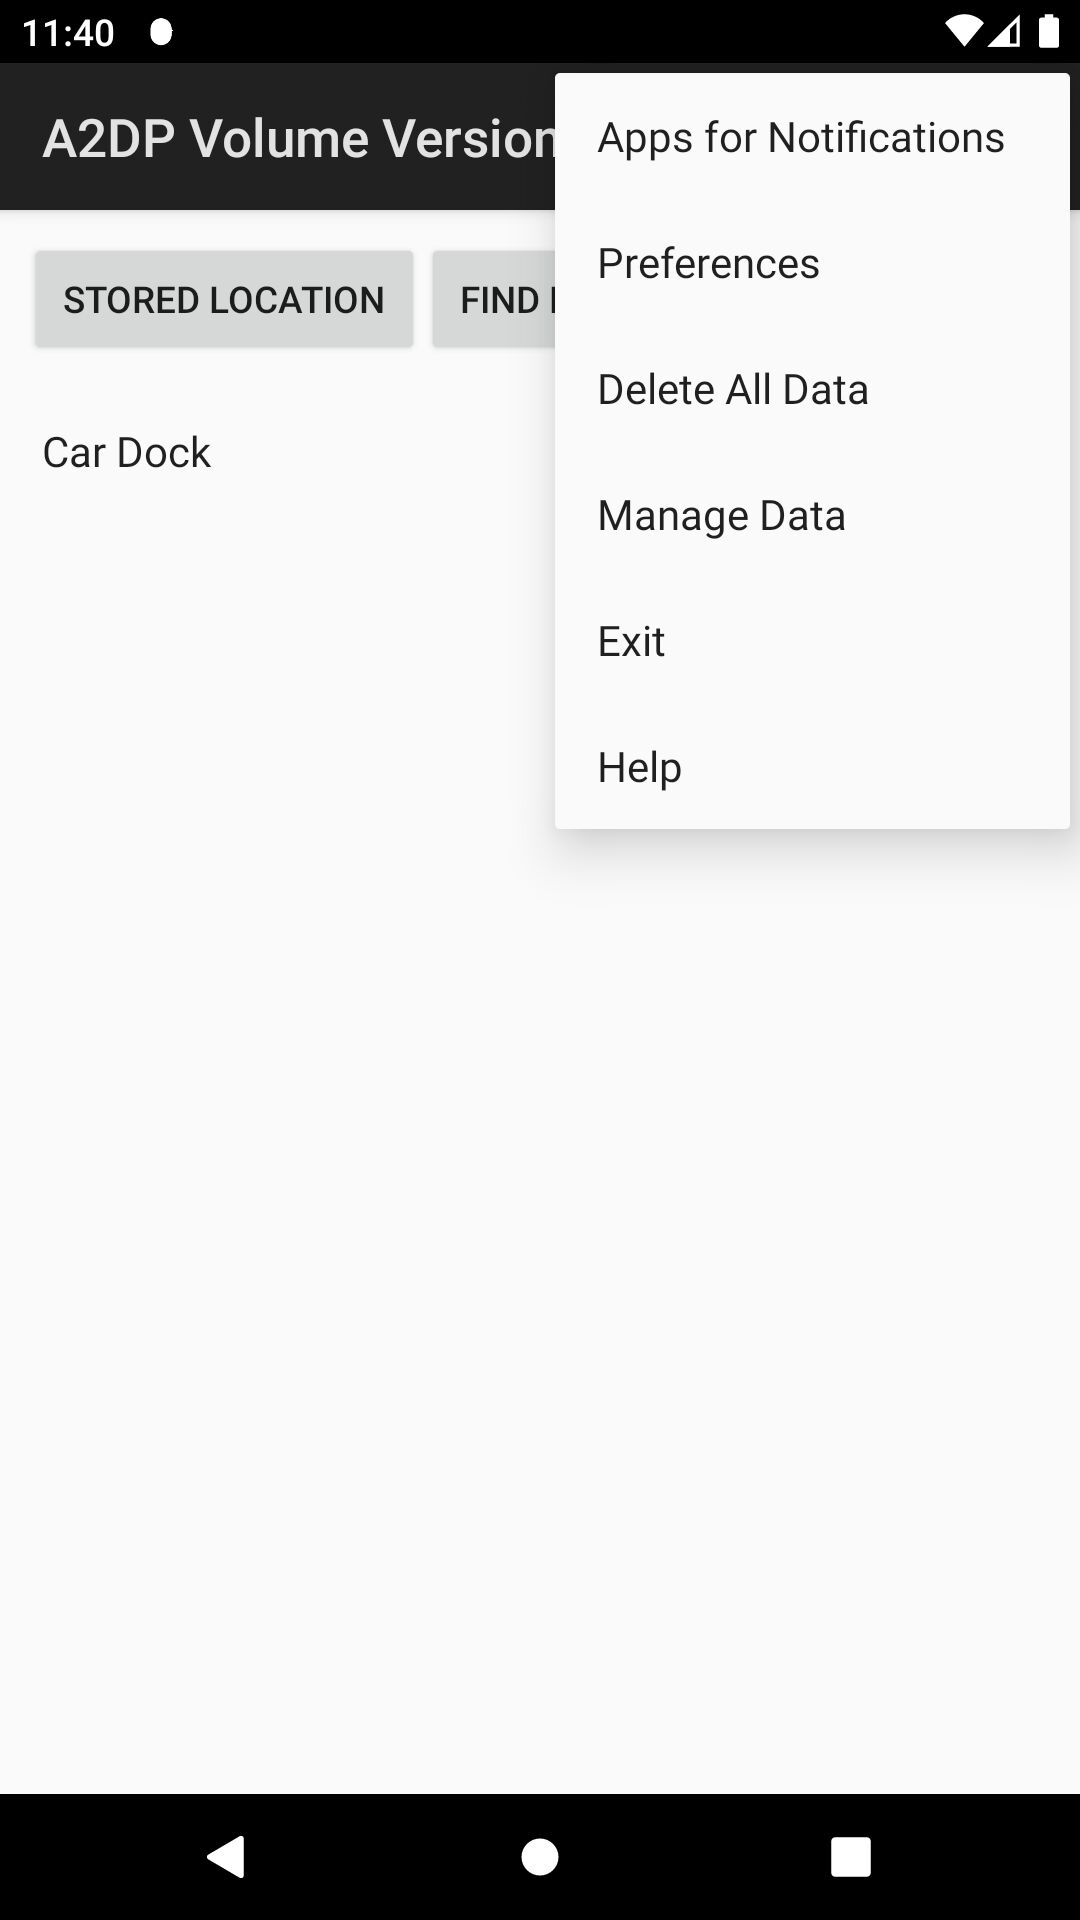 11:40
A2DP Volume Version
Apps for Notifications
Preferences
STORED LOCATION
FIND
Delete All Data
Car Dock
Manage Data
Exit
Help